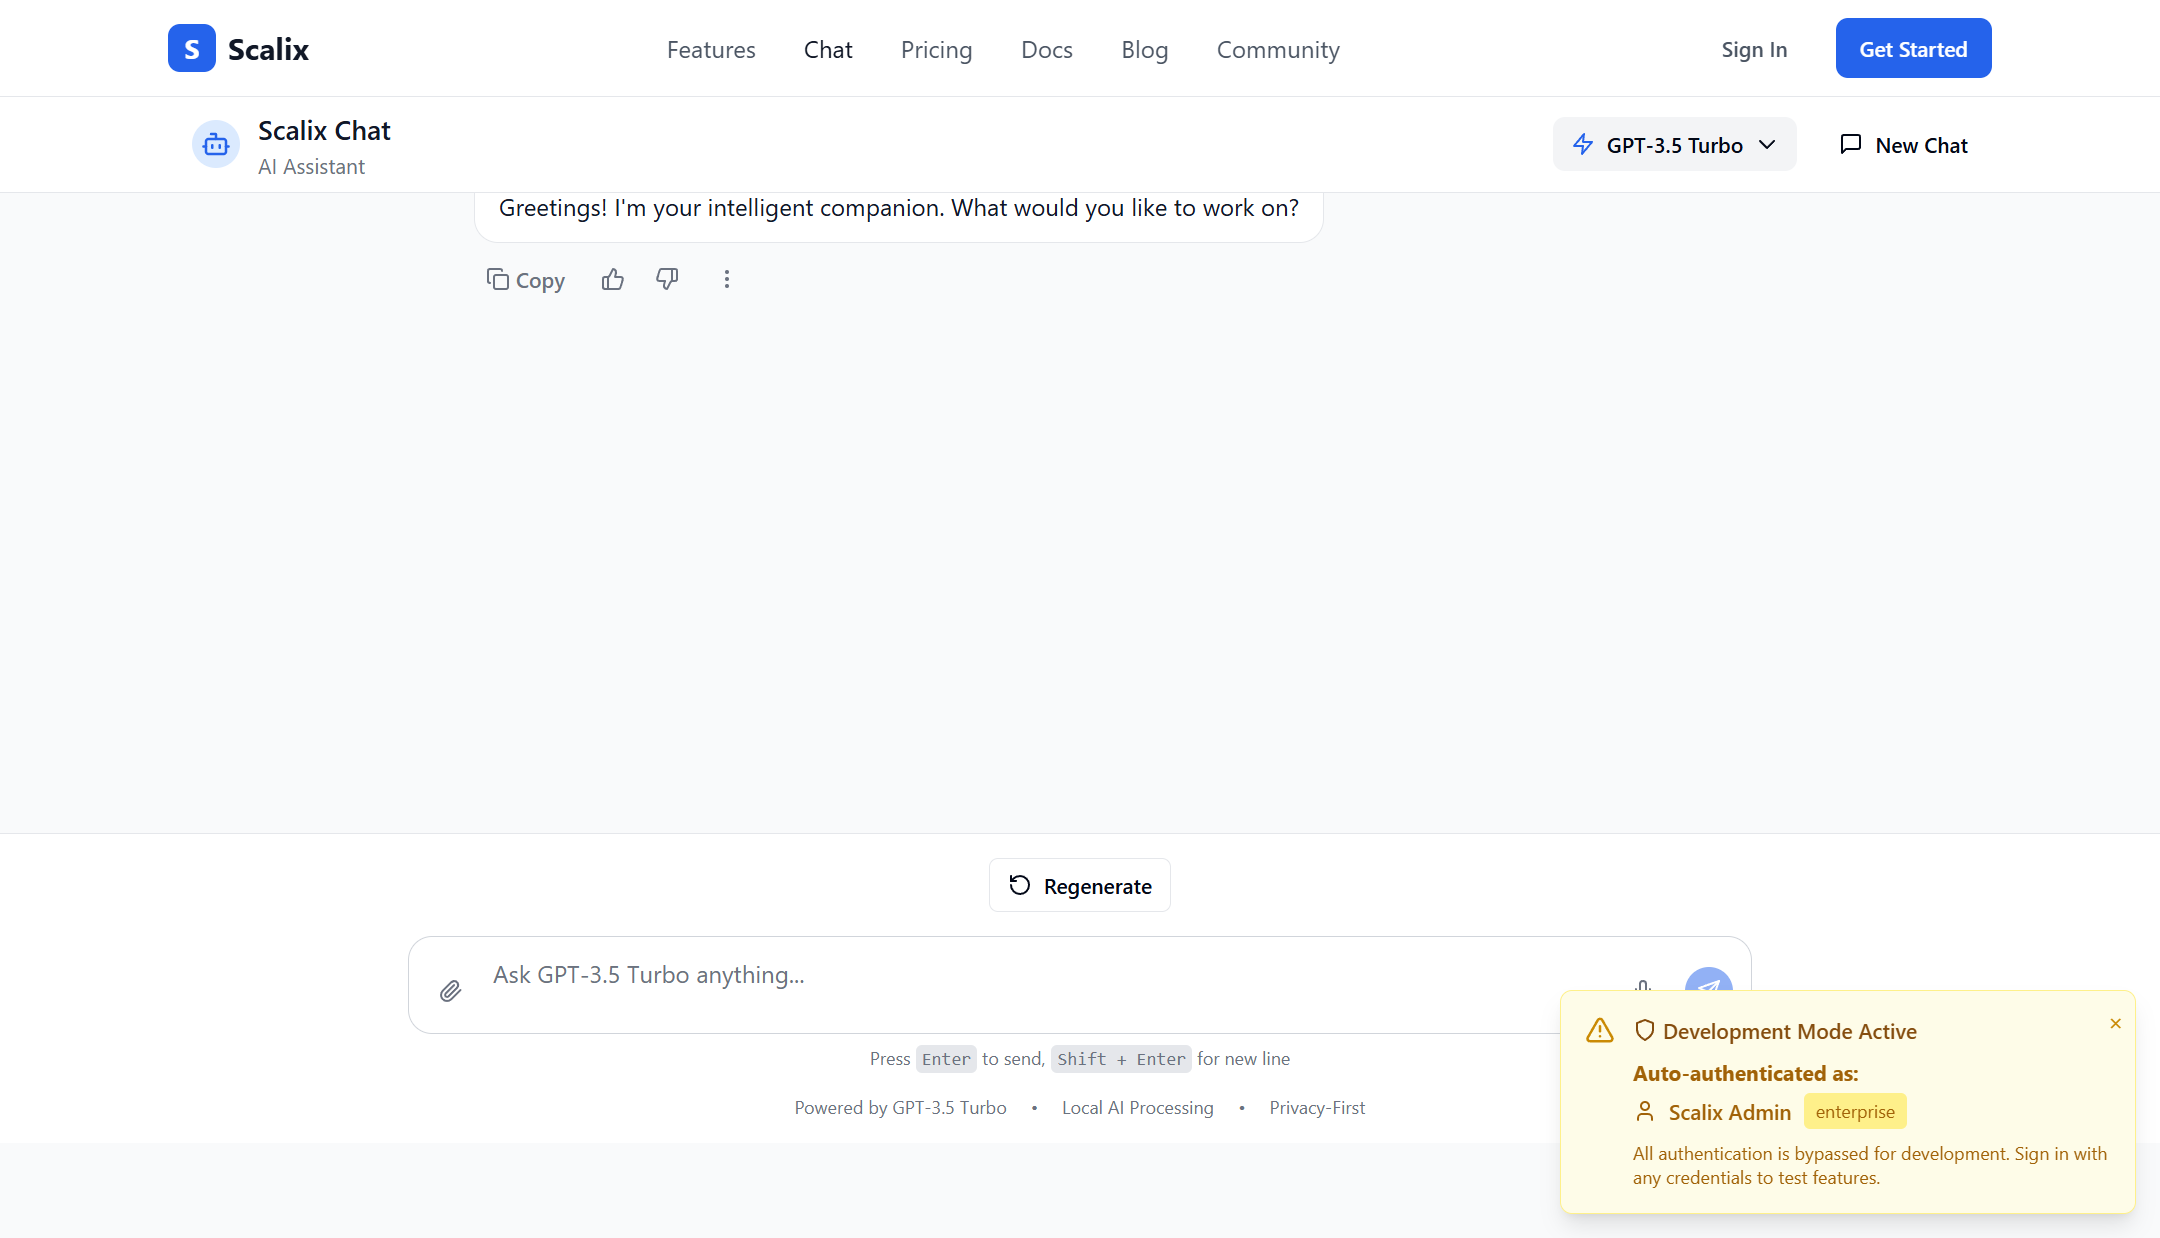 S Scalix
Features
Chat
Pricing
Docs
Blog
Community
Sign In
Get Started
Scalix Chat
AI Assistant
GPT-3.5 Turbo
New Chat
Greetings! I'm your intelligent companion. What would you like to work on?
Copy
Regenerate
Ask GPT-3.5 Turbo anything...
Press Enter to send, Shift + Enter for new line
Powered by GPT-3.5 Turbo • Local AI Processing • Privacy-First
Development Mode Active
Auto-authenticated as:
Scalix Admin enterprise
All authentication is bypassed for development. Sign in with
any credentials to test features.